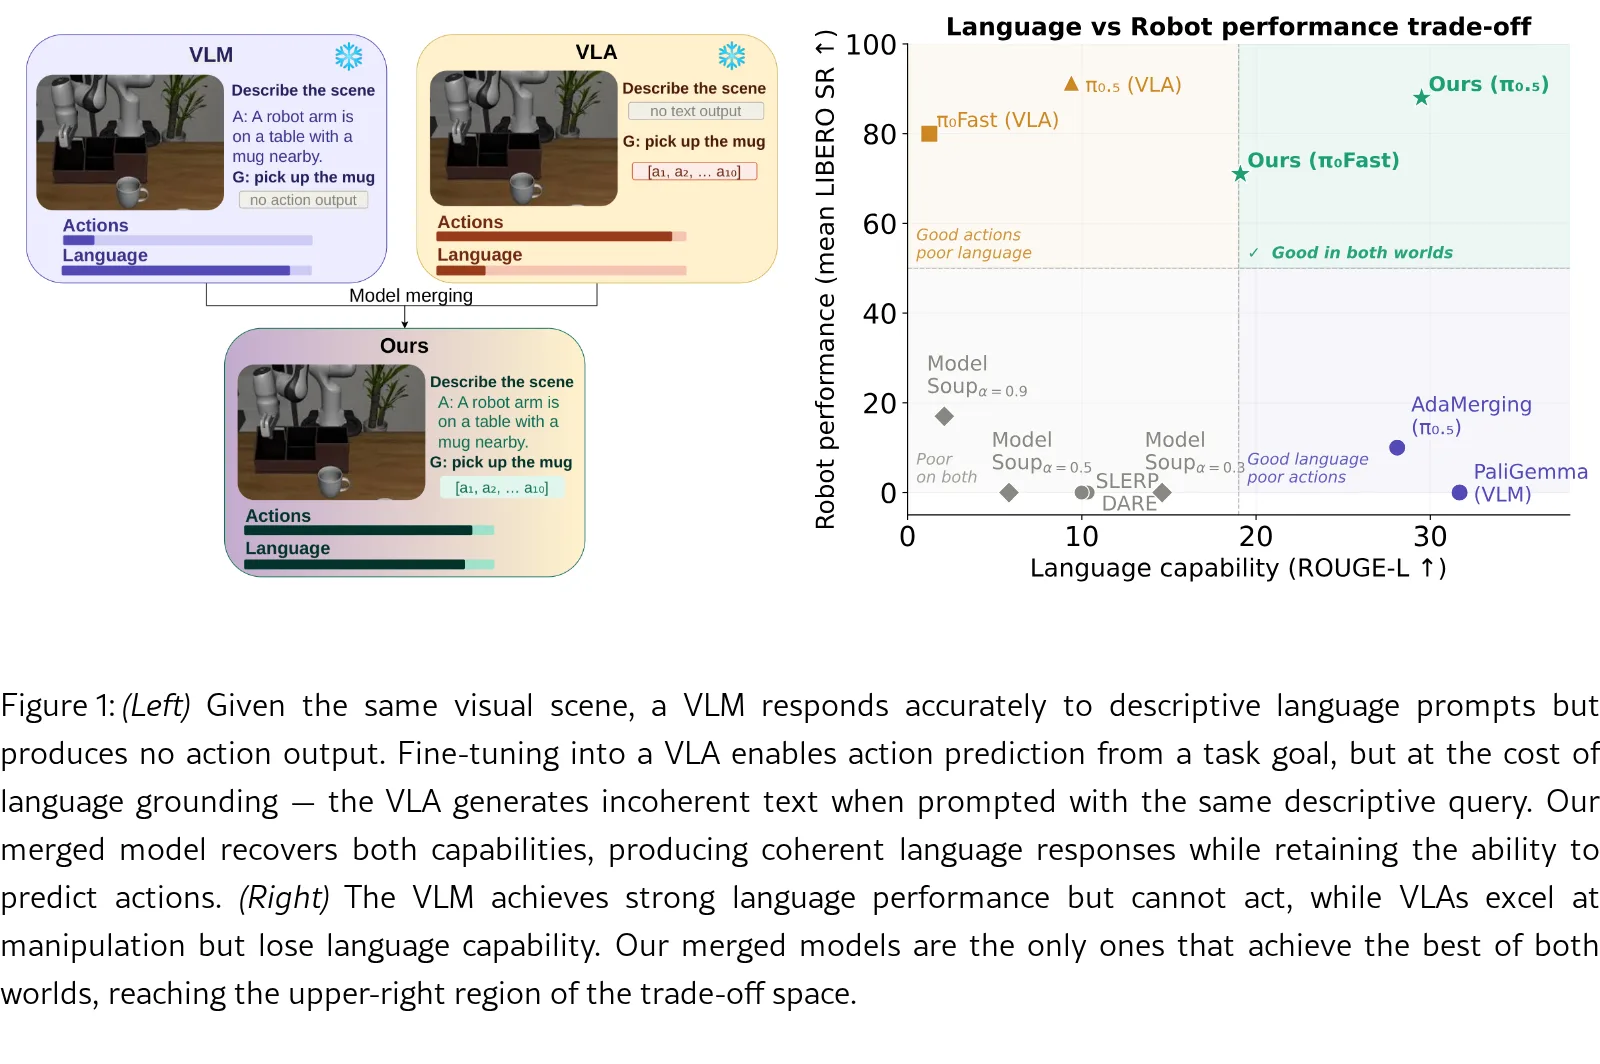 VLM
Describe the scene
A: A robot arm is
on a table with a
mug nearby.
G: pick up the mug
no action output
Actions
Language
VLA
Describe the scene
no text output
G: pick up the mug
[a₁, a₂, … a₁₀]
Actions
Language
Model merging
Ours
Describe the scene
A: A robot arm is
on a table with a
mug nearby.
G: pick up the mug
[a₁, a₂, … a₁₀]
Actions
Language
Language vs Robot performance trade-off
Robot performance (mean LIBERO SR ↑)
100
80
60
40
20
0
π₀.₅ (VLA)
π₀Fast (VLA)
Ours (π₀.₅)
Ours (π₀Fast)
Good actions
poor language
✓ Good in both worlds
Model
Soup α = 0.9
Model
Soup α = 0.5
Model
Soup α = 0.3
SLERP
DARE
Poor
on both
Good language
poor actions
AdaMerging
(π₀.₅)
PaliGemma
(VLM)
0 10 20 30
Language capability (ROUGE-L ↑)
Figure 1: (Left) Given the same visual scene, a VLM responds accurately to descriptive language prompts but
produces no action output. Fine-tuning into a VLA enables action prediction from a task goal, but at the cost of
language grounding — the VLA generates incoherent text when prompted with the same descriptive query. Our
merged model recovers both capabilities, producing coherent language responses while retaining the ability to
predict actions. (Right) The VLM achieves strong language performance but cannot act, while VLAs excel at
manipulation but lose language capability. Our merged models are the only ones that achieve the best of both
worlds, reaching the upper-right region of the trade-off space.